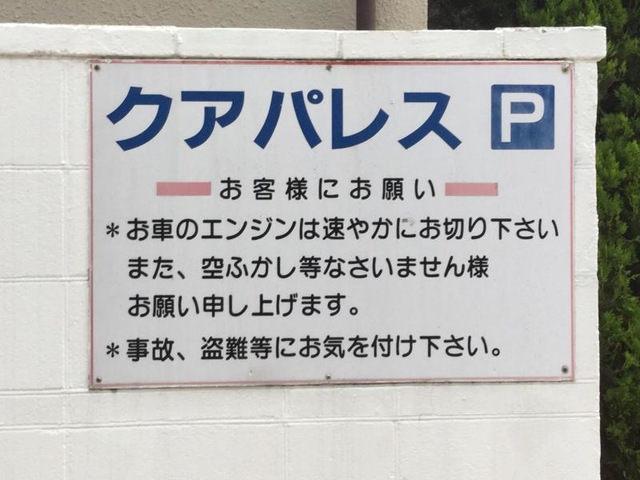 クアパレス P
お客様にお願い
＊お車のエンジンは速やかにお切り下さい
また、空ふかし等なさいません様
お願い申し上げます。
＊事故、盗難等にお気を付け下さい。